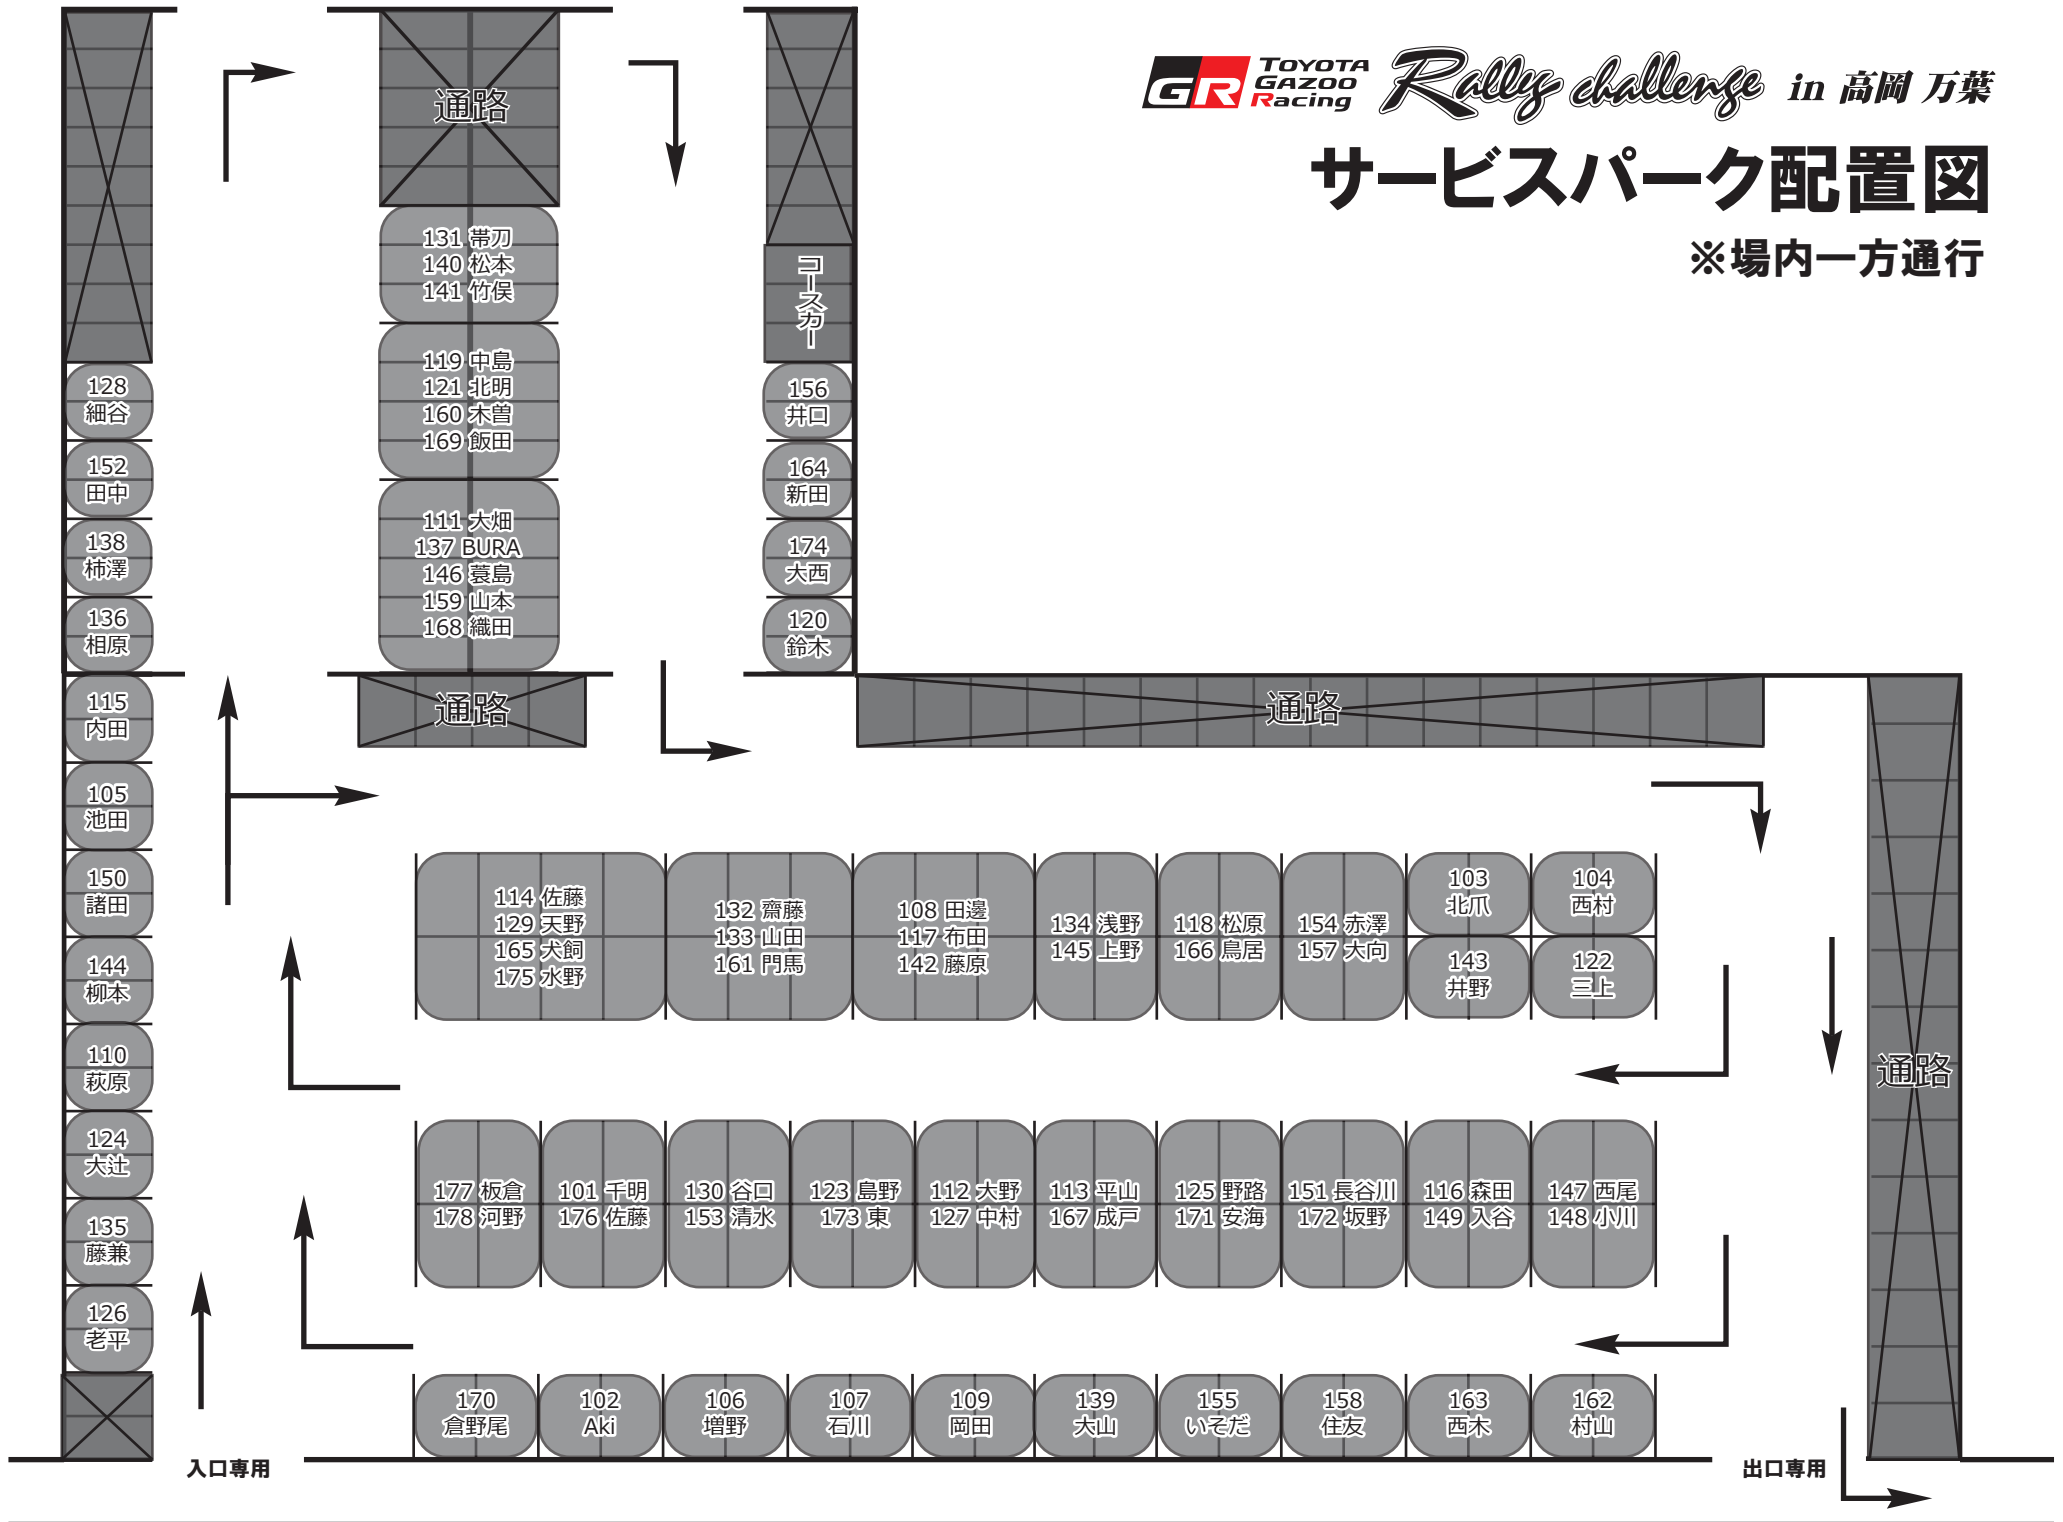 GR TOYOTA GAZOO Racing Rally challenge in 高岡 万葉
サービスパーク配置図
※場内一方通行
通路
131 帯刀
140 松本
141 竹俣
119 中島
121 北明
160 木曽
169 飯田
111 大畑
137 BURA
146 蓑島
159 山本
168 織田
通路
コースカー
156
井口
164
新田
174
大西
120
鈴木
128
細谷
152
田中
138
柿澤
136
相原
115
内田
105
池田
150
諸田
144
柳本
110
萩原
124
大辻
135
藤兼
126
老平
通路
通路
114 佐藤
129 天野
165 犬飼
175 水野
132 齋藤
133 山田
161 門馬
108 田邊
117 布田
142 藤原
134 浅野
145 上野
118 松原
166 鳥居
154 赤澤
157 大向
103
北爪
104
西村
143
井野
122
三上
177 板倉
178 河野
101 千明
176 佐藤
130 谷口
153 清水
123 島野
173 東
112 大野
127 中村
113 平山
167 成戸
125 野路
171 安海
151 長谷川
172 坂野
116 森田
149 入谷
147 西尾
148 小川
170
倉野尾
102
Aki
106
増野
107
石川
109
岡田
139
大山
155
いそだ
158
住友
163
西木
162
村山
入口専用
出口専用